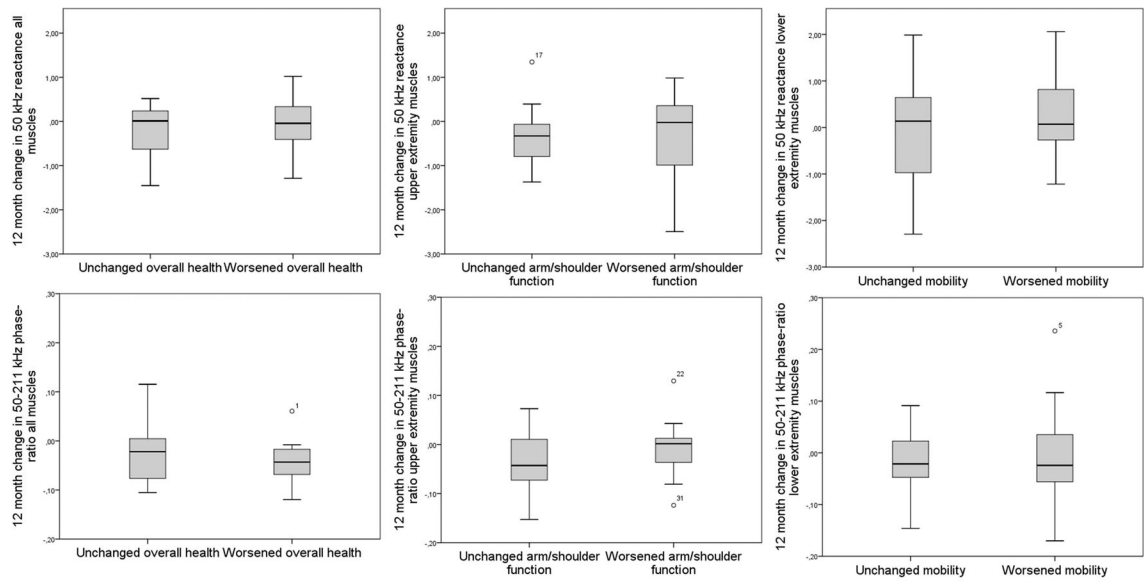 12 month change in 50 kHz reactance all
muscles
2,00
1,00
,00
-1,00
-2,00
-3,00
Unchanged overall health
Worsened overall health
12 month change in 50 kHz reactance
upper extremity muscles
2,00
1,00
,00
-1,00
-2,00
-3,00
17
Unchanged arm/shoulder
function
Worsened arm/shoulder
function
12 month change in 50 kHz reactance lower
extremity muscles
2,00
1,00
,00
-1,00
-2,00
-3,00
Unchanged mobility
Worsened mobility
12 month change in 50-211 kHz phase-
ratio all muscles
,30
,20
,10
,00
-,10
-,20
1
Unchanged overall health
Worsened overall health
12 month change in 50-211 kHz phase-
ratio upper extremity muscles
,30
,20
,10
,00
-,10
-,20
22
31
Unchanged arm/shoulder
function
Worsened arm/shoulder
function
12 month change in 50-211 kHz phase-ratio
lower extremity muscles
,30
,20
,10
,00
-,10
-,20
5
Unchanged mobility
Worsened mobility